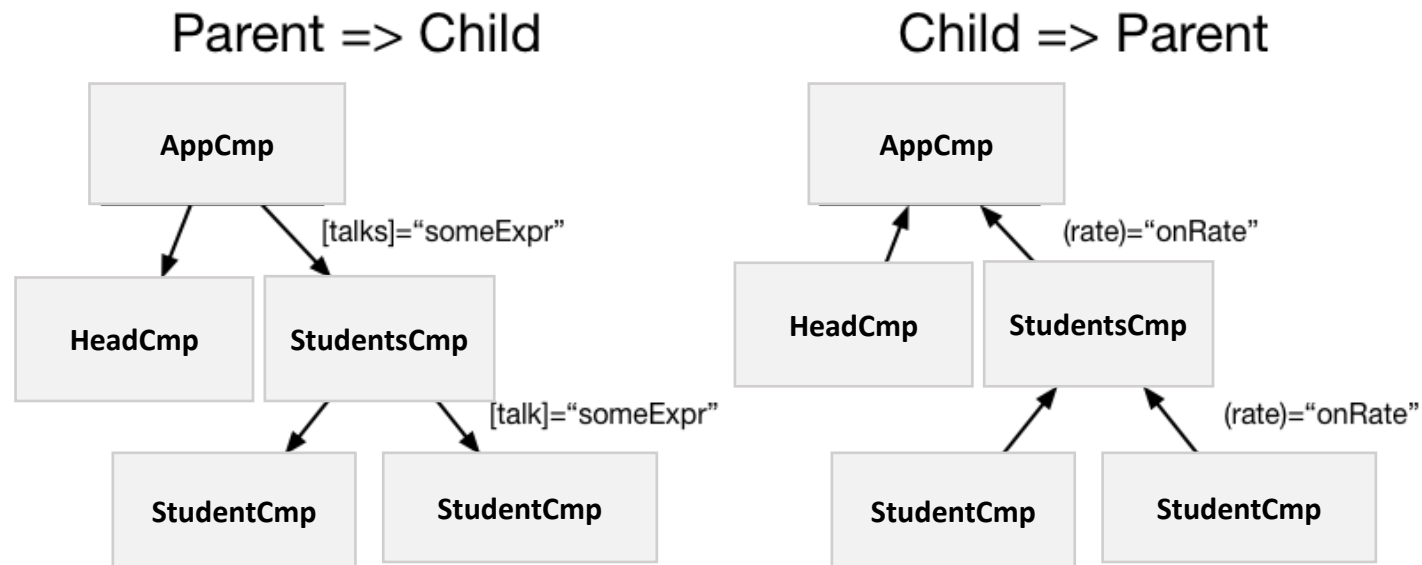 Parent => Child
AppCmp
[talks]=“someExpr”
HeadCmp
StudentsCmp
[talk]=“someExpr”
StudentCmp
StudentCmp
Child => Parent
AppCmp
(rate)=“onRate”
HeadCmp
StudentsCmp
(rate)=“onRate”
StudentCmp
StudentCmp